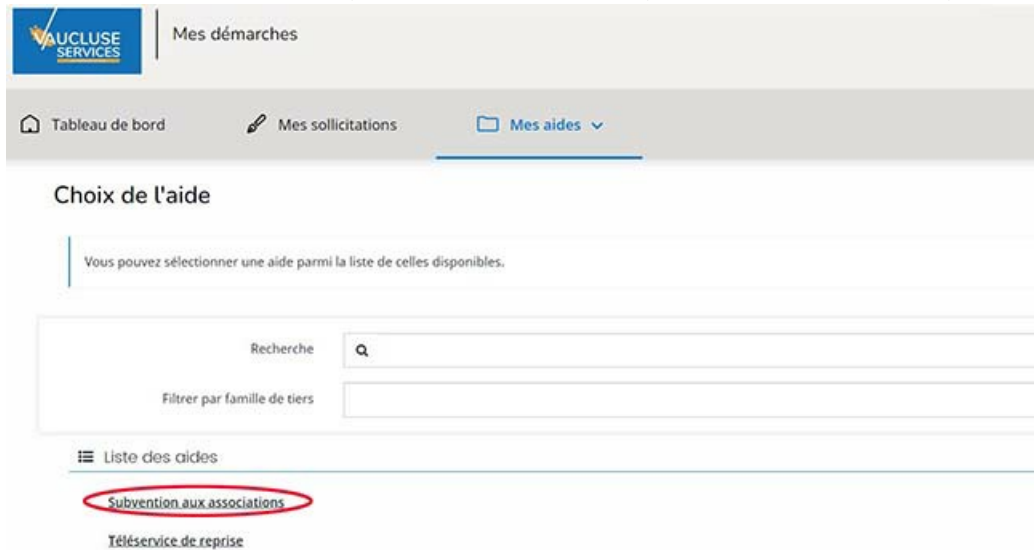 VAUCLUSE
SERVICES
Mes démarches
Tableau de bord
Mes sollicitations
Mes aides
Choix de l'aide
Vous pouvez sélectionner une aide parmi la liste de celles disponibles.
Recherche
Filtrer par famille de tiers
Liste des aides
Subvention aux associations
Téléservice de reprise